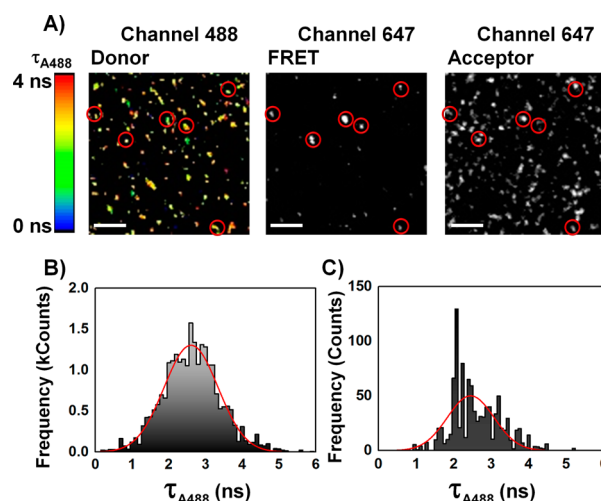 A)
Channel 488
Channel 647
Channel 647
τA488
Donor
FRET
Acceptor
4 ns
0 ns
B)
C)
Frequency (kCounts)
2.0
1.5
1.0
0.5
0.0
0 1 2 3 4 5 6
τA488 (ns)
Frequency (Counts)
150
100
50
0
0 1 2 3 4 5 6
τA488 (ns)